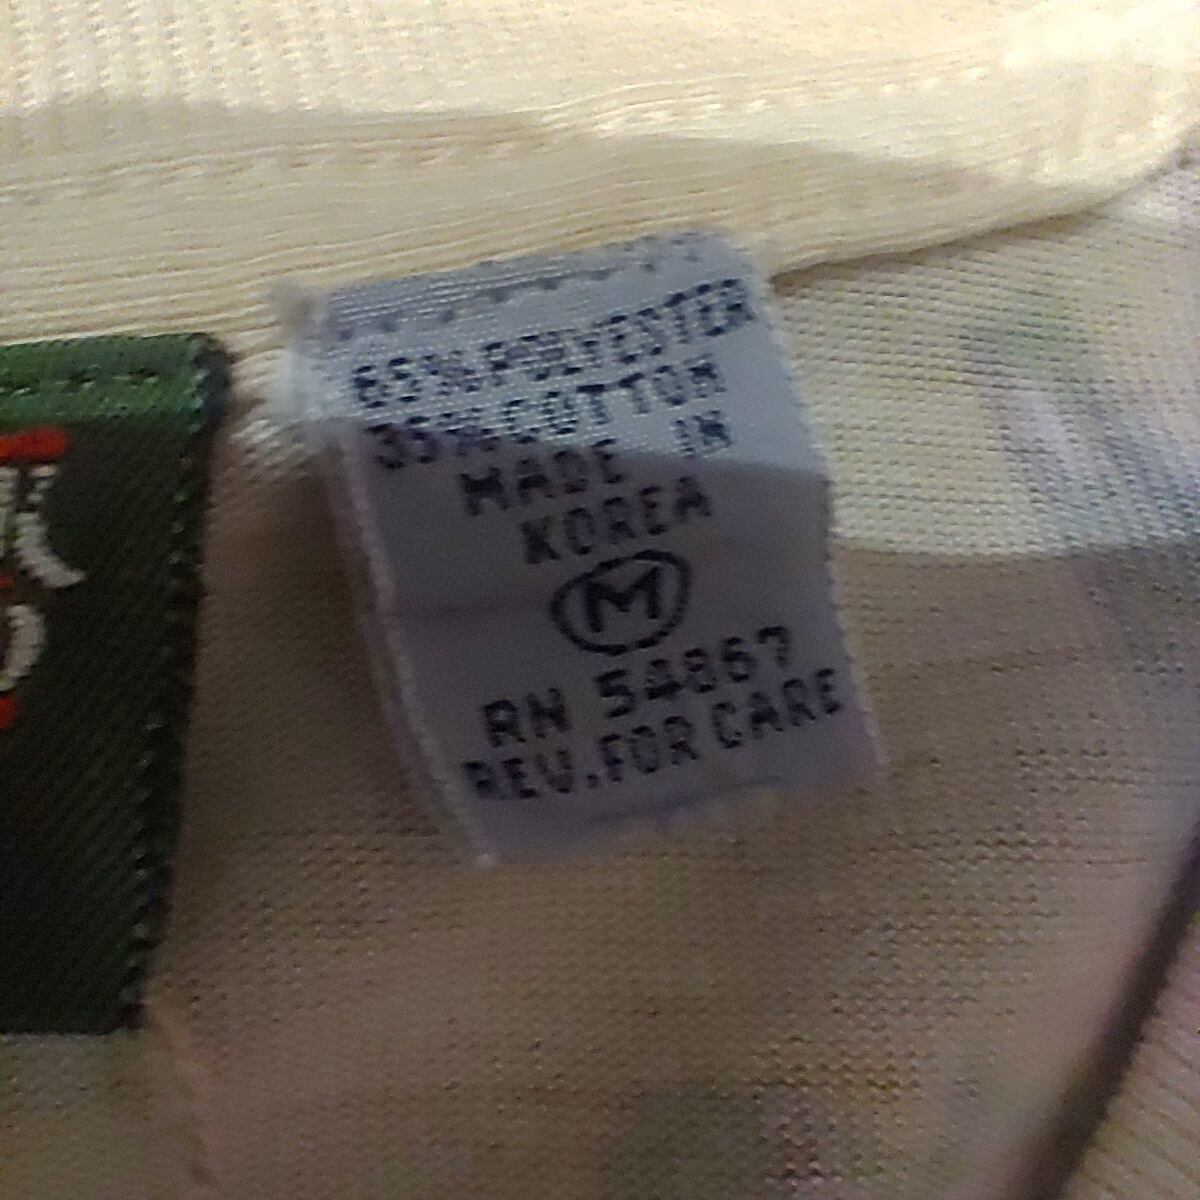 65% POLYESTER
35% COTTON
MADE IN
KOREA
M
RN 54867
REV. FOR CARE